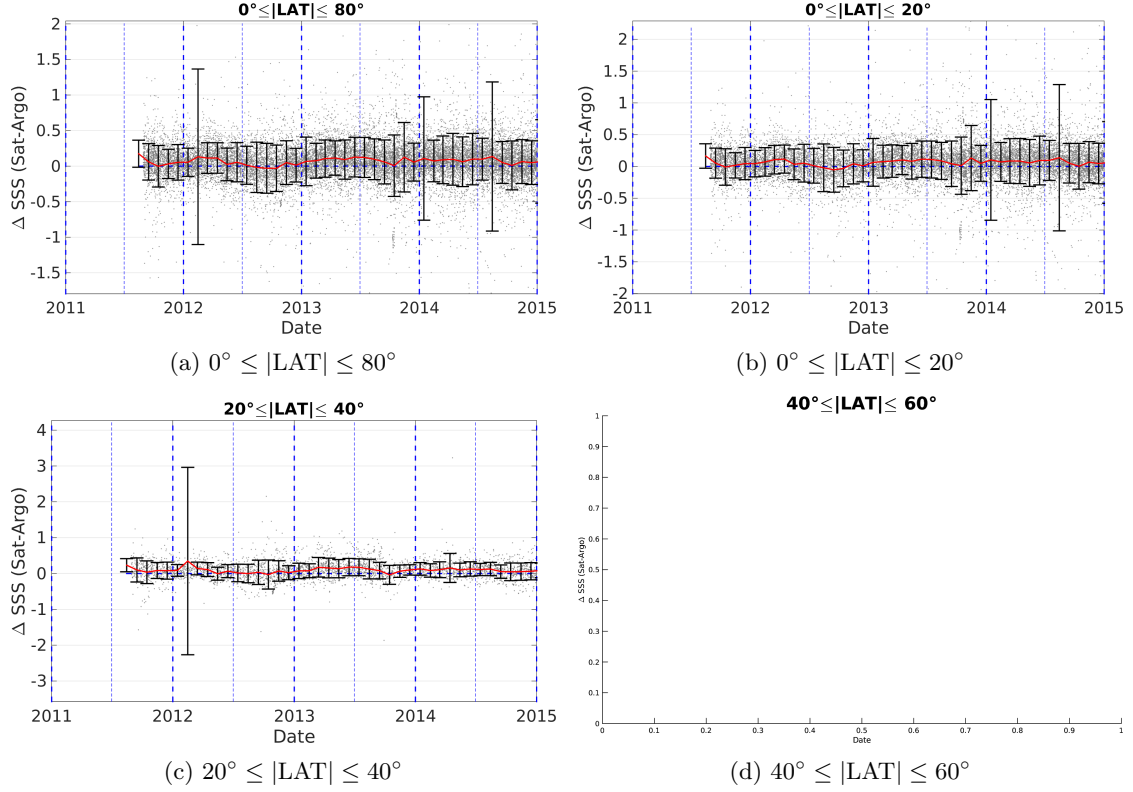 0°≤|LAT|≤ 80°
2
1.5
1
0.5
0
-0.5
-1
-1.5
Δ SSS (Sat-Argo)
2011 2012 2013 2014 2015
Date
(a) 0° ≤ |LAT| ≤ 80°
0°≤|LAT|≤ 20°
2
1.5
1
0.5
0
-0.5
-1
-1.5
-2
Δ SSS (Sat-Argo)
2011 2012 2013 2014 2015
Date
(b) 0° ≤ |LAT| ≤ 20°
20°≤|LAT|≤ 40°
4
3
2
1
0
-1
-2
-3
Δ SSS (Sat-Argo)
2011 2012 2013 2014 2015
Date
(c) 20° ≤ |LAT| ≤ 40°
40°≤|LAT|≤ 60°
1
0.9
0.8
0.7
0.6
0.5
0.4
0.3
0.2
0.1
0
Δ SSS (Sat-Argo)
0 0.1 0.2 0.3 0.4 0.5 0.6 0.7 0.8 0.9 1
Date
(d) 40° ≤ |LAT| ≤ 60°